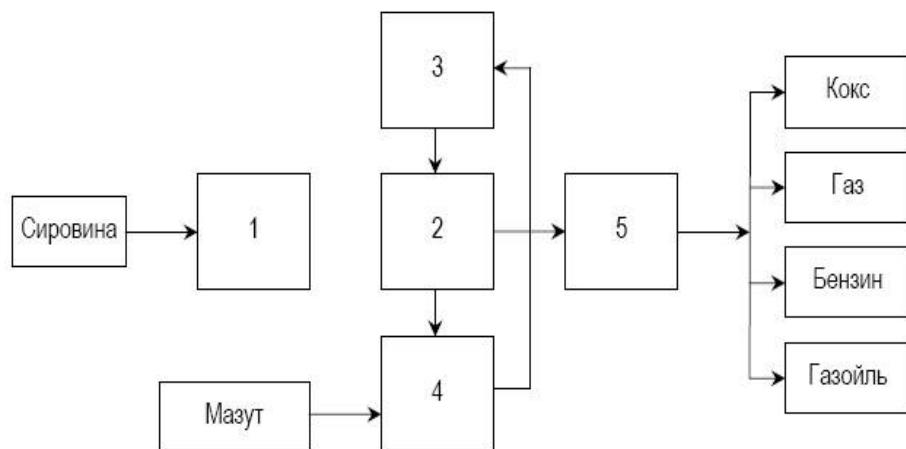 3
Кокс
Газ
Сировина
1
2
5
Бензин
4
Мазут
Газойль